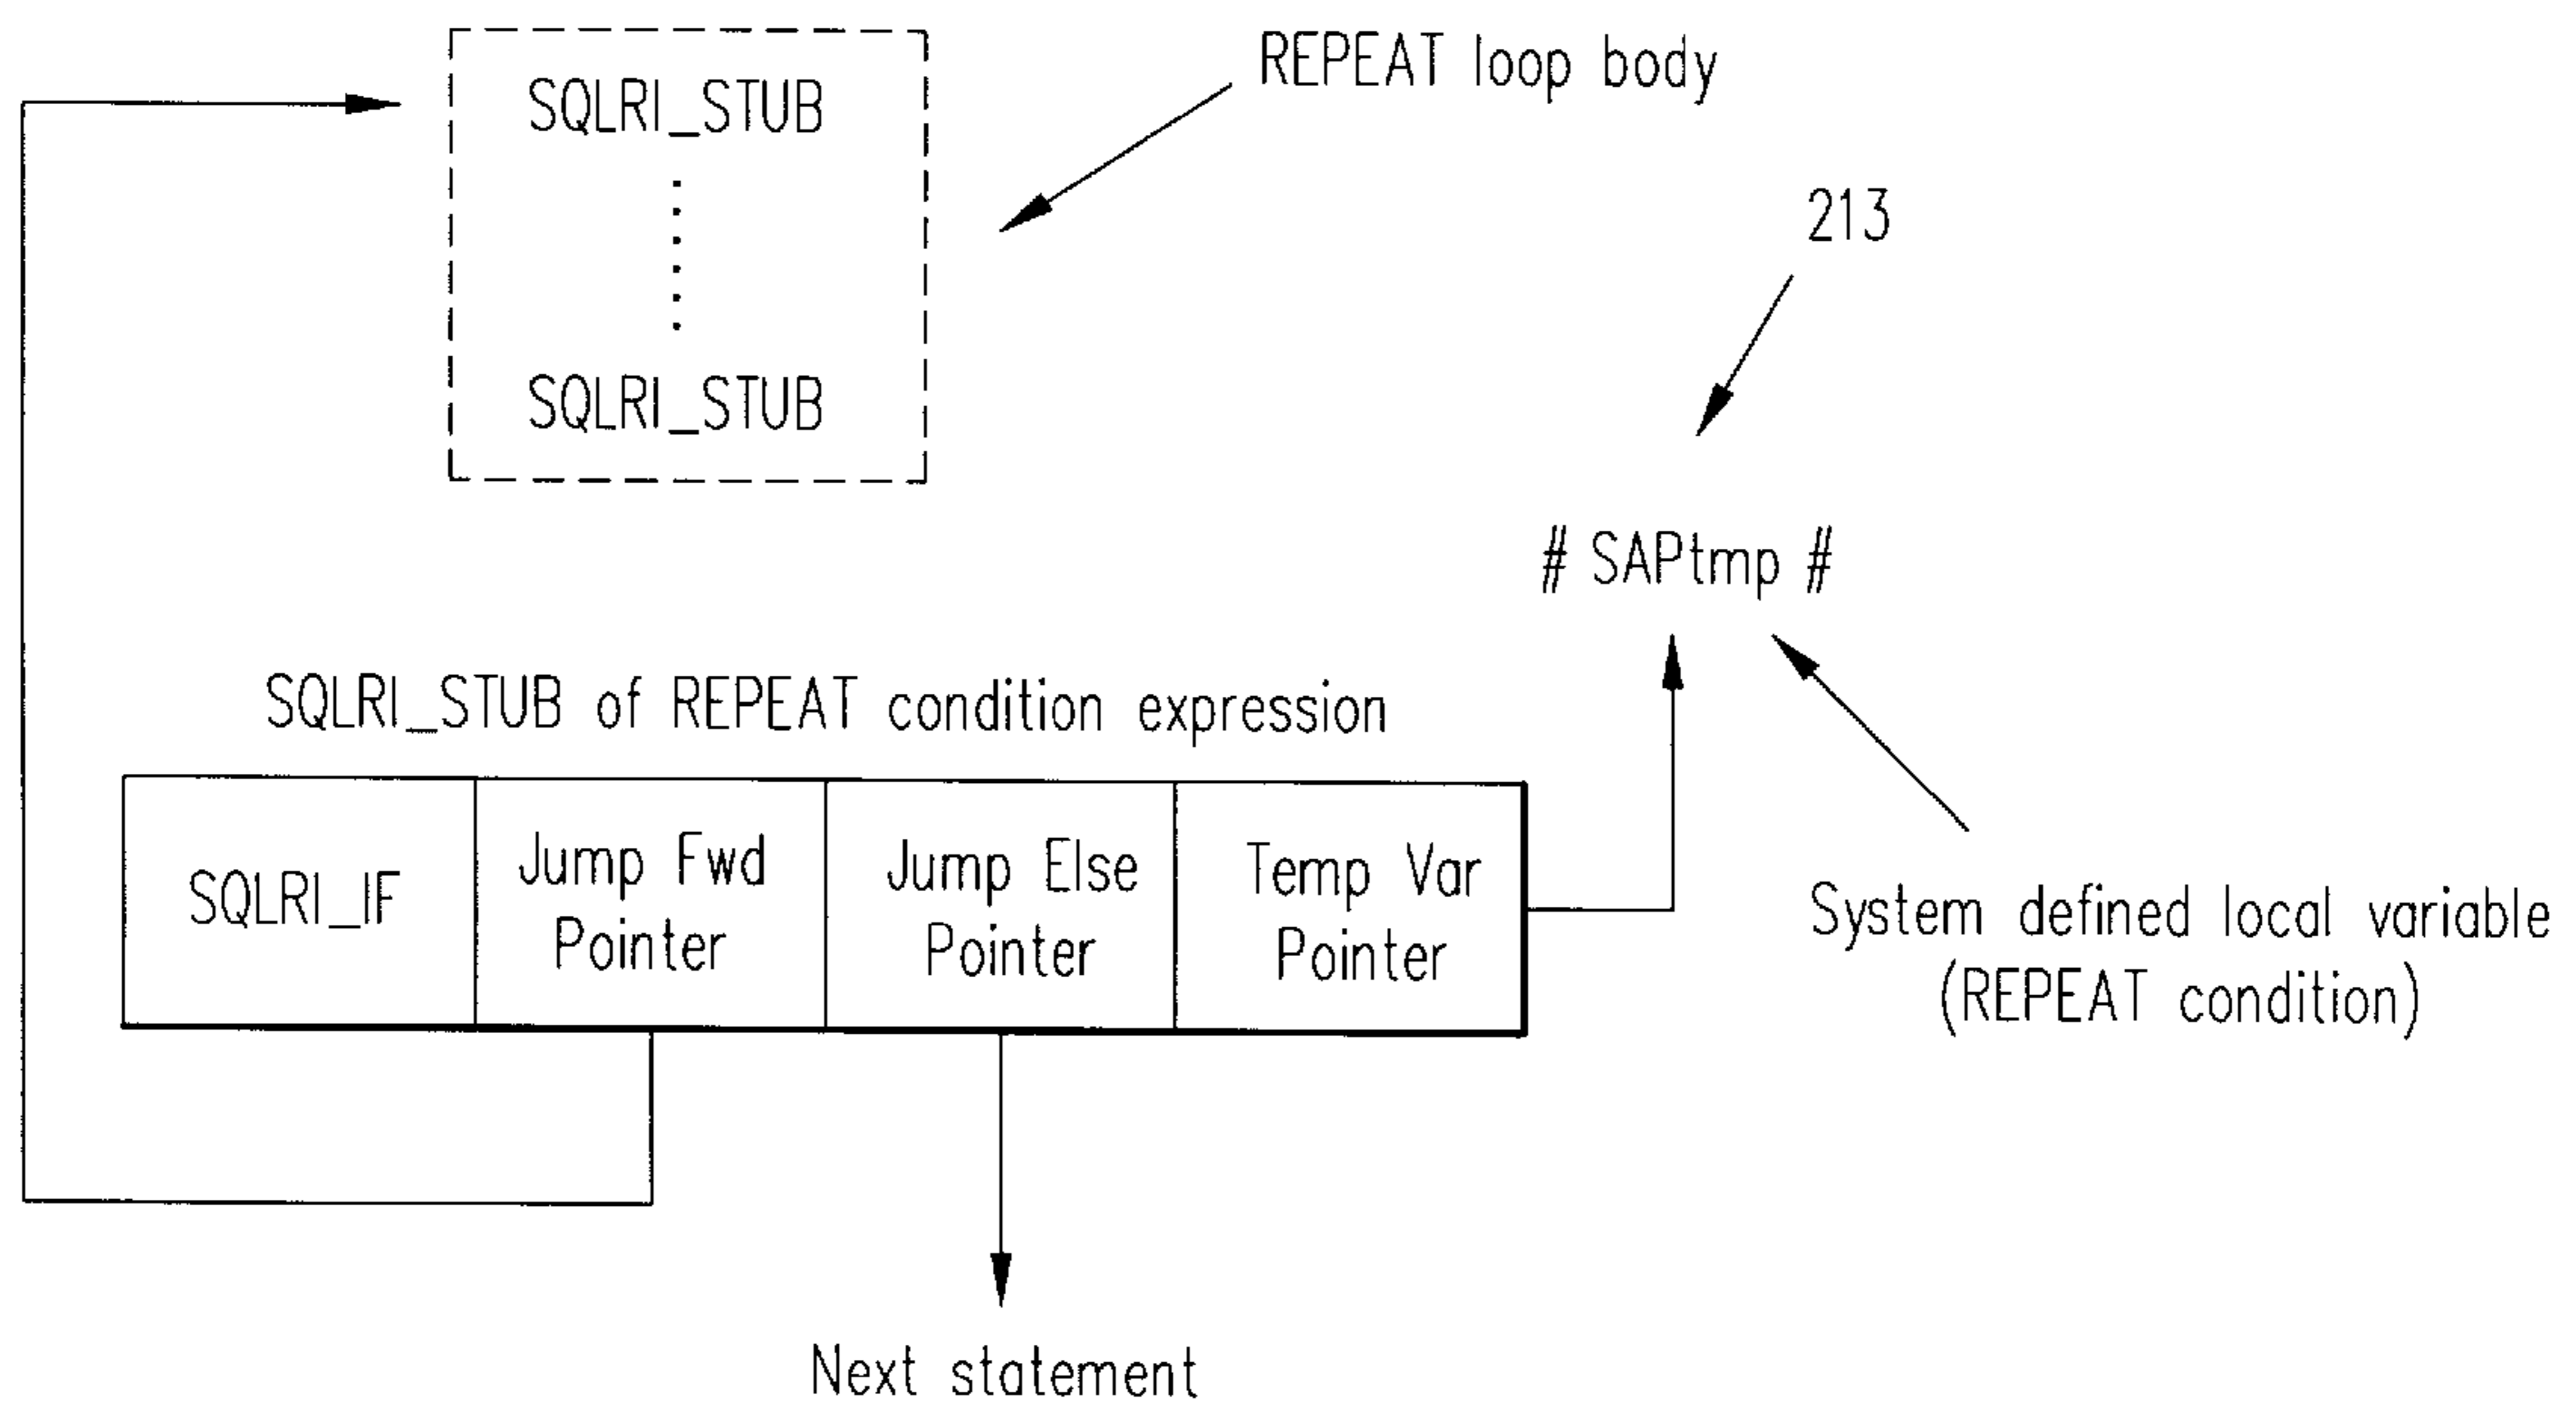 REPEAT loop body
SQLRI_STUB
SQLRI_STUB
213
# SAPtmp #
SQLRI_STUB of REPEAT condition expression
SQLRI_IF
Jump Fwd
Pointer
Jump Else
Pointer
Temp Var
Pointer
System defined local variable
(REPEAT condition)
Next statement